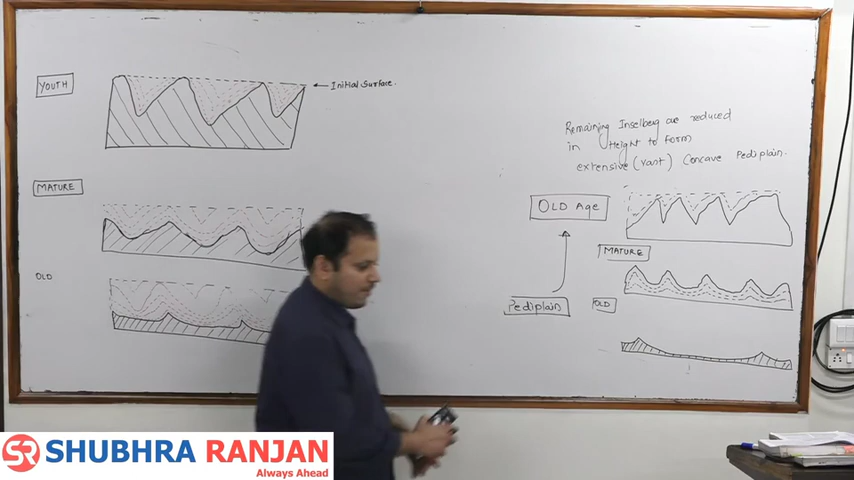 YOUTH
Initial Surface.
MATURE
OLD
Remaining Inselberg are reduced
in Height to form
extensive (vast) Concave Pediplain.
OLD Age
MATURE
Pediplain
OLD
SR SHUBHRA RANJAN
Always Ahead